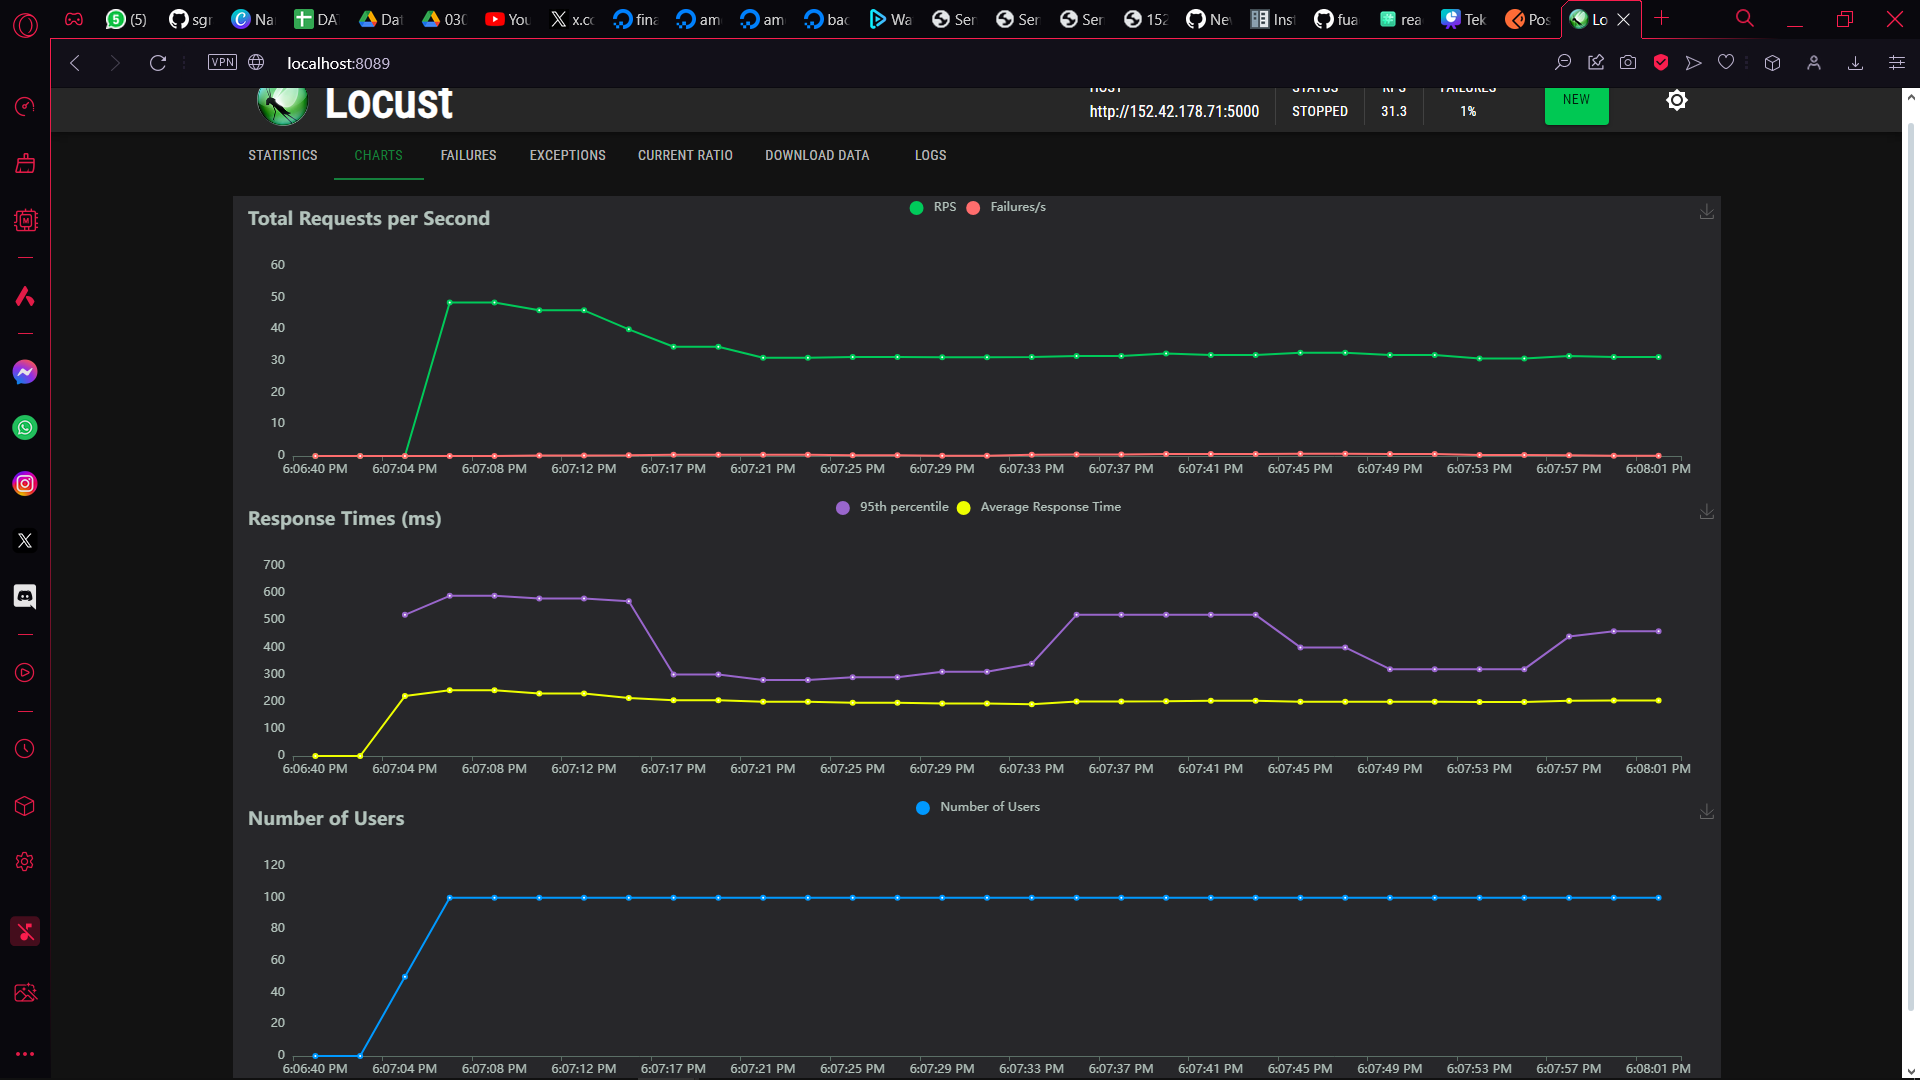 (5)
sgr
Na
DA
Dat
030
You
x.co
fina
am
am
bac
Wa
Ser
Ser
Ser
152
Ne
Inst
fua
rea
Tek
Pos
Lo
VPN
localhost:8089
Locust
HOST
STATUS
RPS
FAILURES
http://152.42.178.71:5000
STOPPED
31.3
1%
NEW
STATISTICS
CHARTS
FAILURES
EXCEPTIONS
CURRENT RATIO
DOWNLOAD DATA
LOGS
Total Requests per Second
RPS
Failures/s
60
50
40
30
20
10
0
6:06:40 PM 6:07:04 PM 6:07:08 PM 6:07:12 PM 6:07:17 PM 6:07:21 PM 6:07:25 PM 6:07:29 PM 6:07:33 PM 6:07:37 PM 6:07:41 PM 6:07:45 PM 6:07:49 PM 6:07:53 PM 6:07:57 PM 6:08:01 PM
Response Times (ms)
95th percentile
Average Response Time
700
600
500
400
300
200
100
0
6:06:40 PM 6:07:04 PM 6:07:08 PM 6:07:12 PM 6:07:17 PM 6:07:21 PM 6:07:25 PM 6:07:29 PM 6:07:33 PM 6:07:37 PM 6:07:41 PM 6:07:45 PM 6:07:49 PM 6:07:53 PM 6:07:57 PM 6:08:01 PM
Number of Users
Number of Users
120
100
80
60
40
20
0
6:06:40 PM 6:07:04 PM 6:07:08 PM 6:07:12 PM 6:07:17 PM 6:07:21 PM 6:07:25 PM 6:07:29 PM 6:07:33 PM 6:07:37 PM 6:07:41 PM 6:07:45 PM 6:07:49 PM 6:07:53 PM 6:07:57 PM 6:08:01 PM